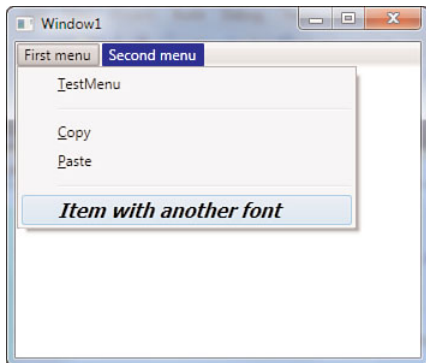 Window1
First menu Second menu
TestMenu
Copy
Paste
Item with another font